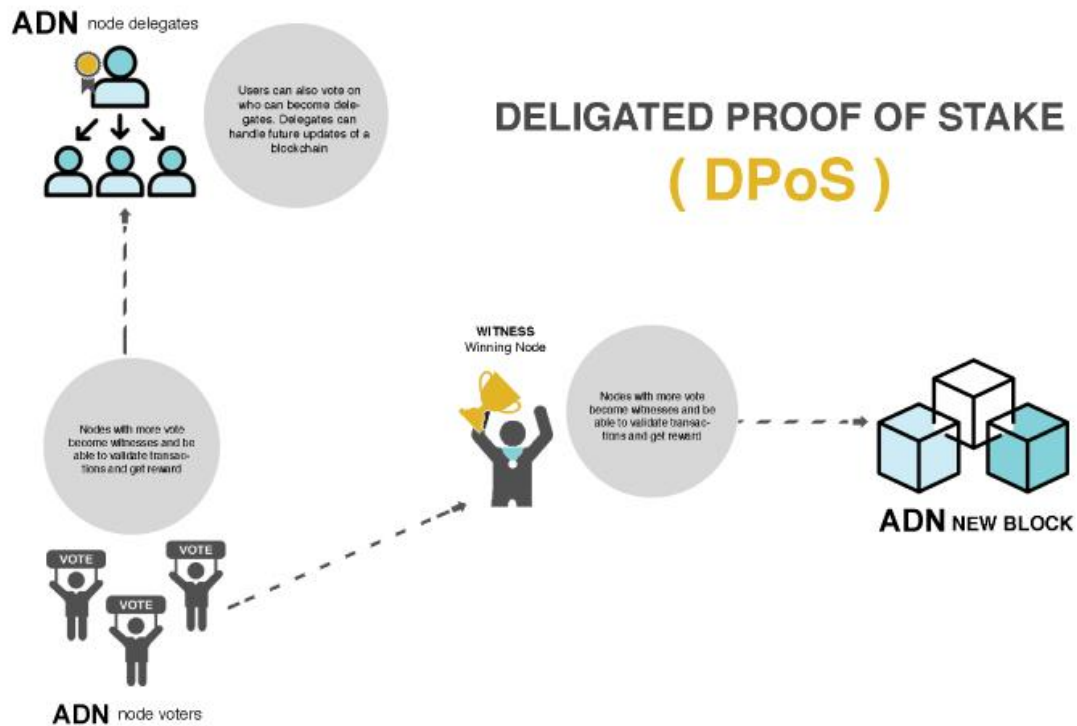 ADN node delegates
Users can also vote on
who can become dele-
gates. Delegates can
handle future updates of a
blockchain
DELIGATED PROOF OF STAKE
( DPoS )
WITNESS
Winning Node
Nodes with more vote
become witnesses and be
able to validate transac-
tions and get reward
Nodes with more vote
become witnesses and be
able to validate transac-
tions and get reward
ADN NEW BLOCK
VOTE
VOTE
VOTE
ADN node voters